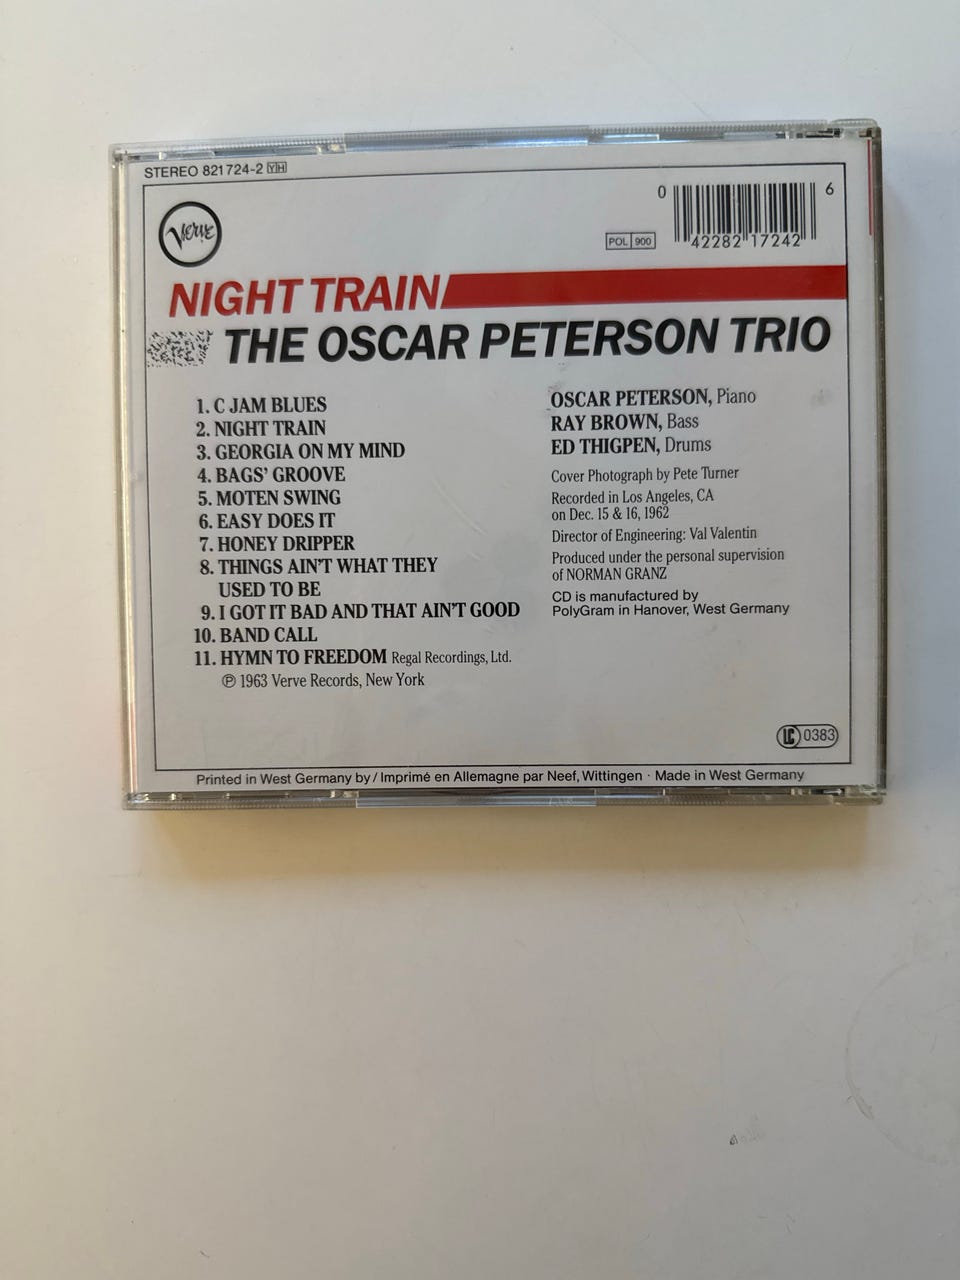 STEREO 821 724-2 YH
Verve
0 42282 17242 6
POL 900
NIGHT TRAIN
THE OSCAR PETERSON TRIO
1. C JAM BLUES
2. NIGHT TRAIN
3. GEORGIA ON MY MIND
4. BAGS' GROOVE
5. MOTEN SWING
6. EASY DOES IT
7. HONEY DRIPPER
8. THINGS AIN'T WHAT THEY
USED TO BE
9. I GOT IT BAD AND THAT AIN'T GOOD
10. BAND CALL
11. HYMN TO FREEDOM Regal Recordings, Ltd.
℗ 1963 Verve Records, New York
OSCAR PETERSON, Piano
RAY BROWN, Bass
ED THIGPEN, Drums
Cover Photograph by Pete Turner
Recorded in Los Angeles, CA
on Dec. 15 & 16, 1962
Director of Engineering: Val Valentin
Produced under the personal supervision
of NORMAN GRANZ
CD is manufactured by
PolyGram in Hanover, West Germany
LC 0383
Printed in West Germany by / Imprimé en Allemagne par Neef, Wittingen · Made in West Germany